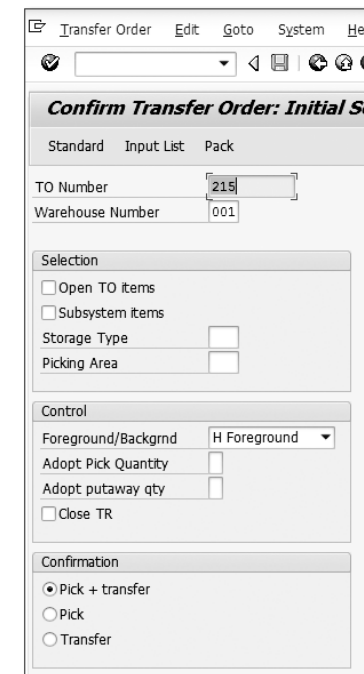 Transfer Order Edit Goto System He
Confirm Transfer Order: Initial S
Standard Input List Pack
TO Number 215
Warehouse Number 001
Selection
Open TO items
Subsystem items
Storage Type
Picking Area
Control
Foreground/Backgrnd H Foreground
Adopt Pick Quantity
Adopt putaway qty
Close TR
Confirmation
Pick + transfer
Pick
Transfer